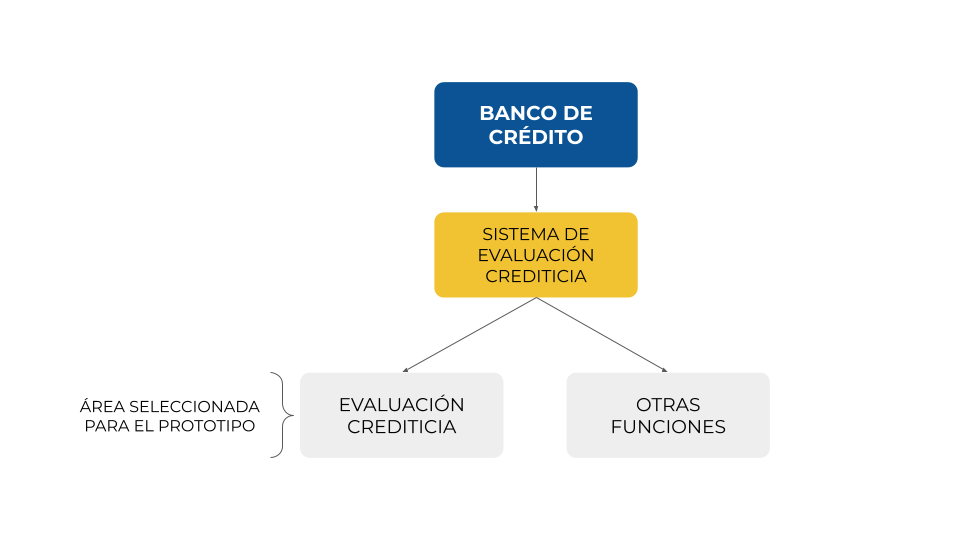 BANCO DE
CRÉDITO
SISTEMA DE
EVALUACIÓN
CREDITICIA
ÁREA SELECCIONADA
PARA EL PROTOTIPO
EVALUACIÓN
CREDITICIA
OTRAS
FUNCIONES